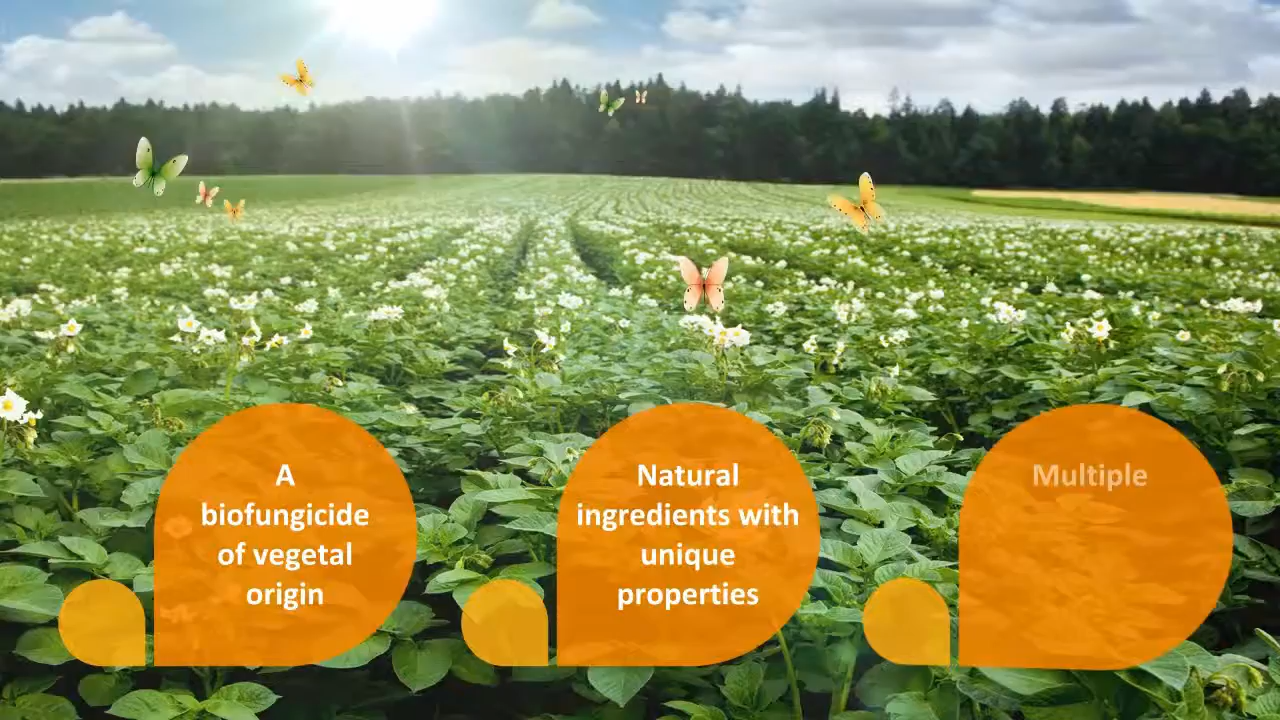 A
biofungicide
of vegetal
origin
Natural
ingredients with
unique
properties
Multiple